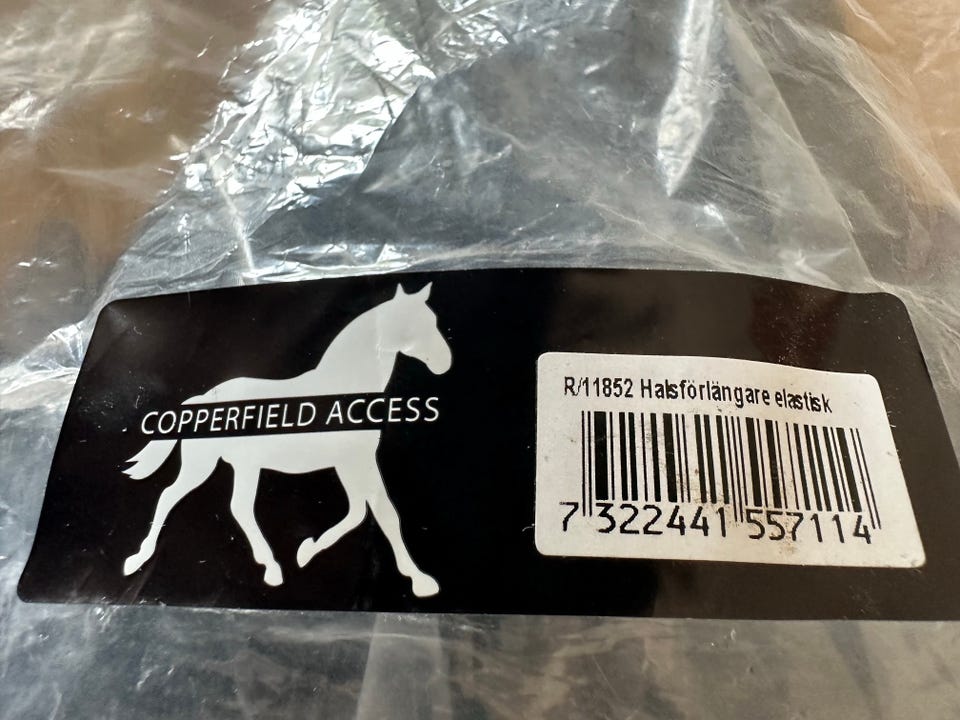 COPPERFIELD ACCESS
R/11852 Halsförlängare elastisk
7 322441 557114